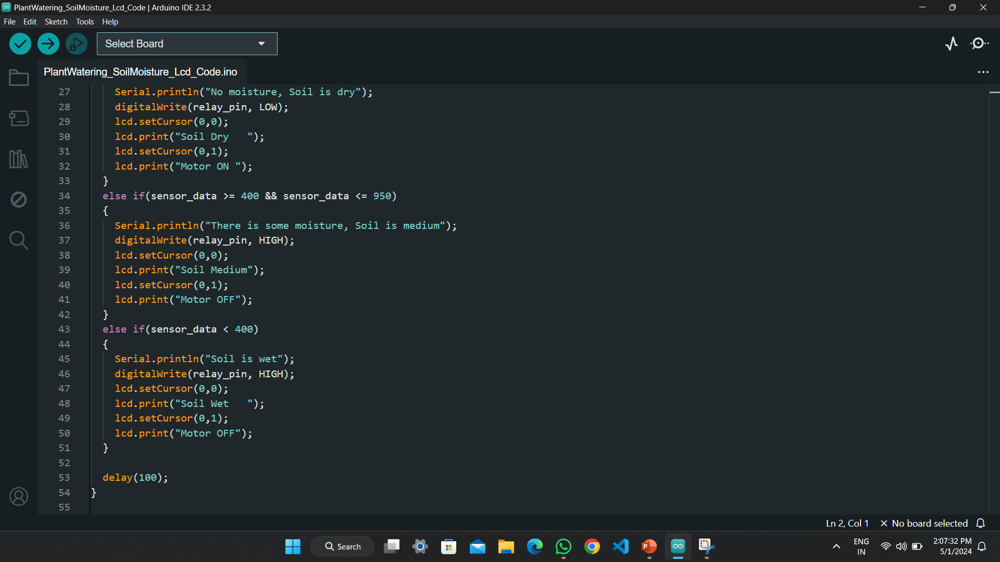 PlantWatering_SoilMoisture_Lcd_Code | Arduino IDE 2.3.2
File Edit Sketch Tools Help
Select Board
PlantWatering_SoilMoisture_Lcd_Code.ino
27 Serial.println("No moisture, Soil is dry");
28 digitalWrite(relay_pin, LOW);
29 lcd.setCursor(0,0);
30 lcd.print("Soil Dry   ");
31 lcd.setCursor(0,1);
32 lcd.print("Motor ON ");
33 }
34 else if(sensor_data >= 400 && sensor_data <= 950)
35 {
36 Serial.println("There is some moisture, Soil is medium");
37 digitalWrite(relay_pin, HIGH);
38 lcd.setCursor(0,0);
39 lcd.print("Soil Medium");
40 lcd.setCursor(0,1);
41 lcd.print("Motor OFF");
42 }
43 else if(sensor_data < 400)
44 {
45 Serial.println("Soil is wet");
46 digitalWrite(relay_pin, HIGH);
47 lcd.setCursor(0,0);
48 lcd.print("Soil Wet   ");
49 lcd.setCursor(0,1);
50 lcd.print("Motor OFF");
51 }
52
53 delay(100);
54 }
55
Ln 2, Col 1 × No board selected
Search
ENG
IN
2:07:32 PM
5/1/2024